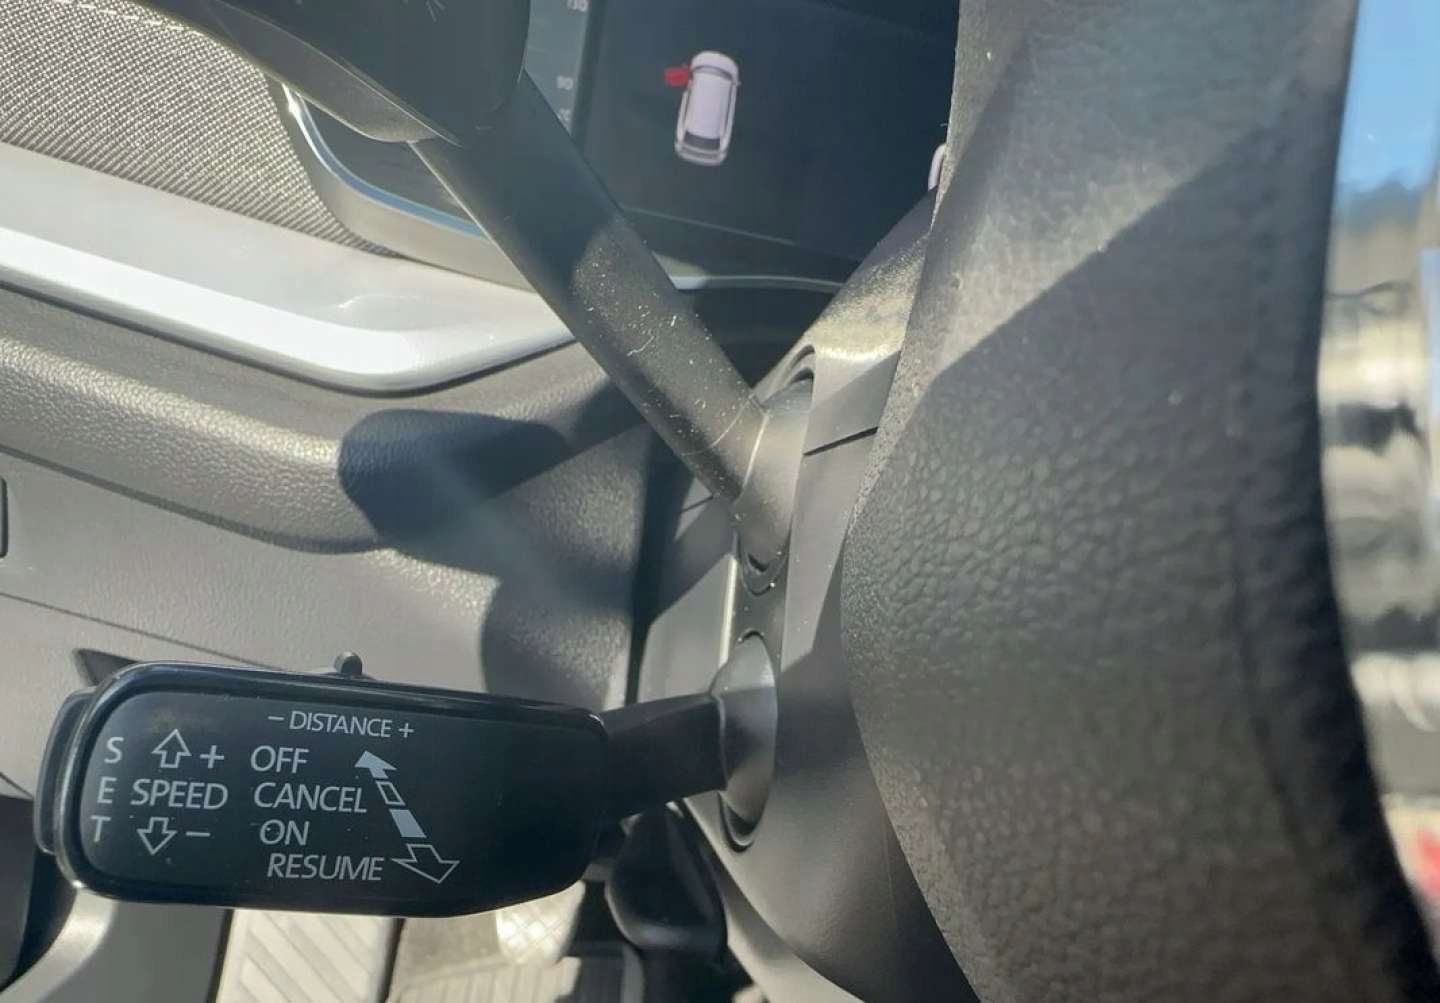 - DISTANCE +
S + OFF
E SPEED CANCEL
T - ON
RESUME